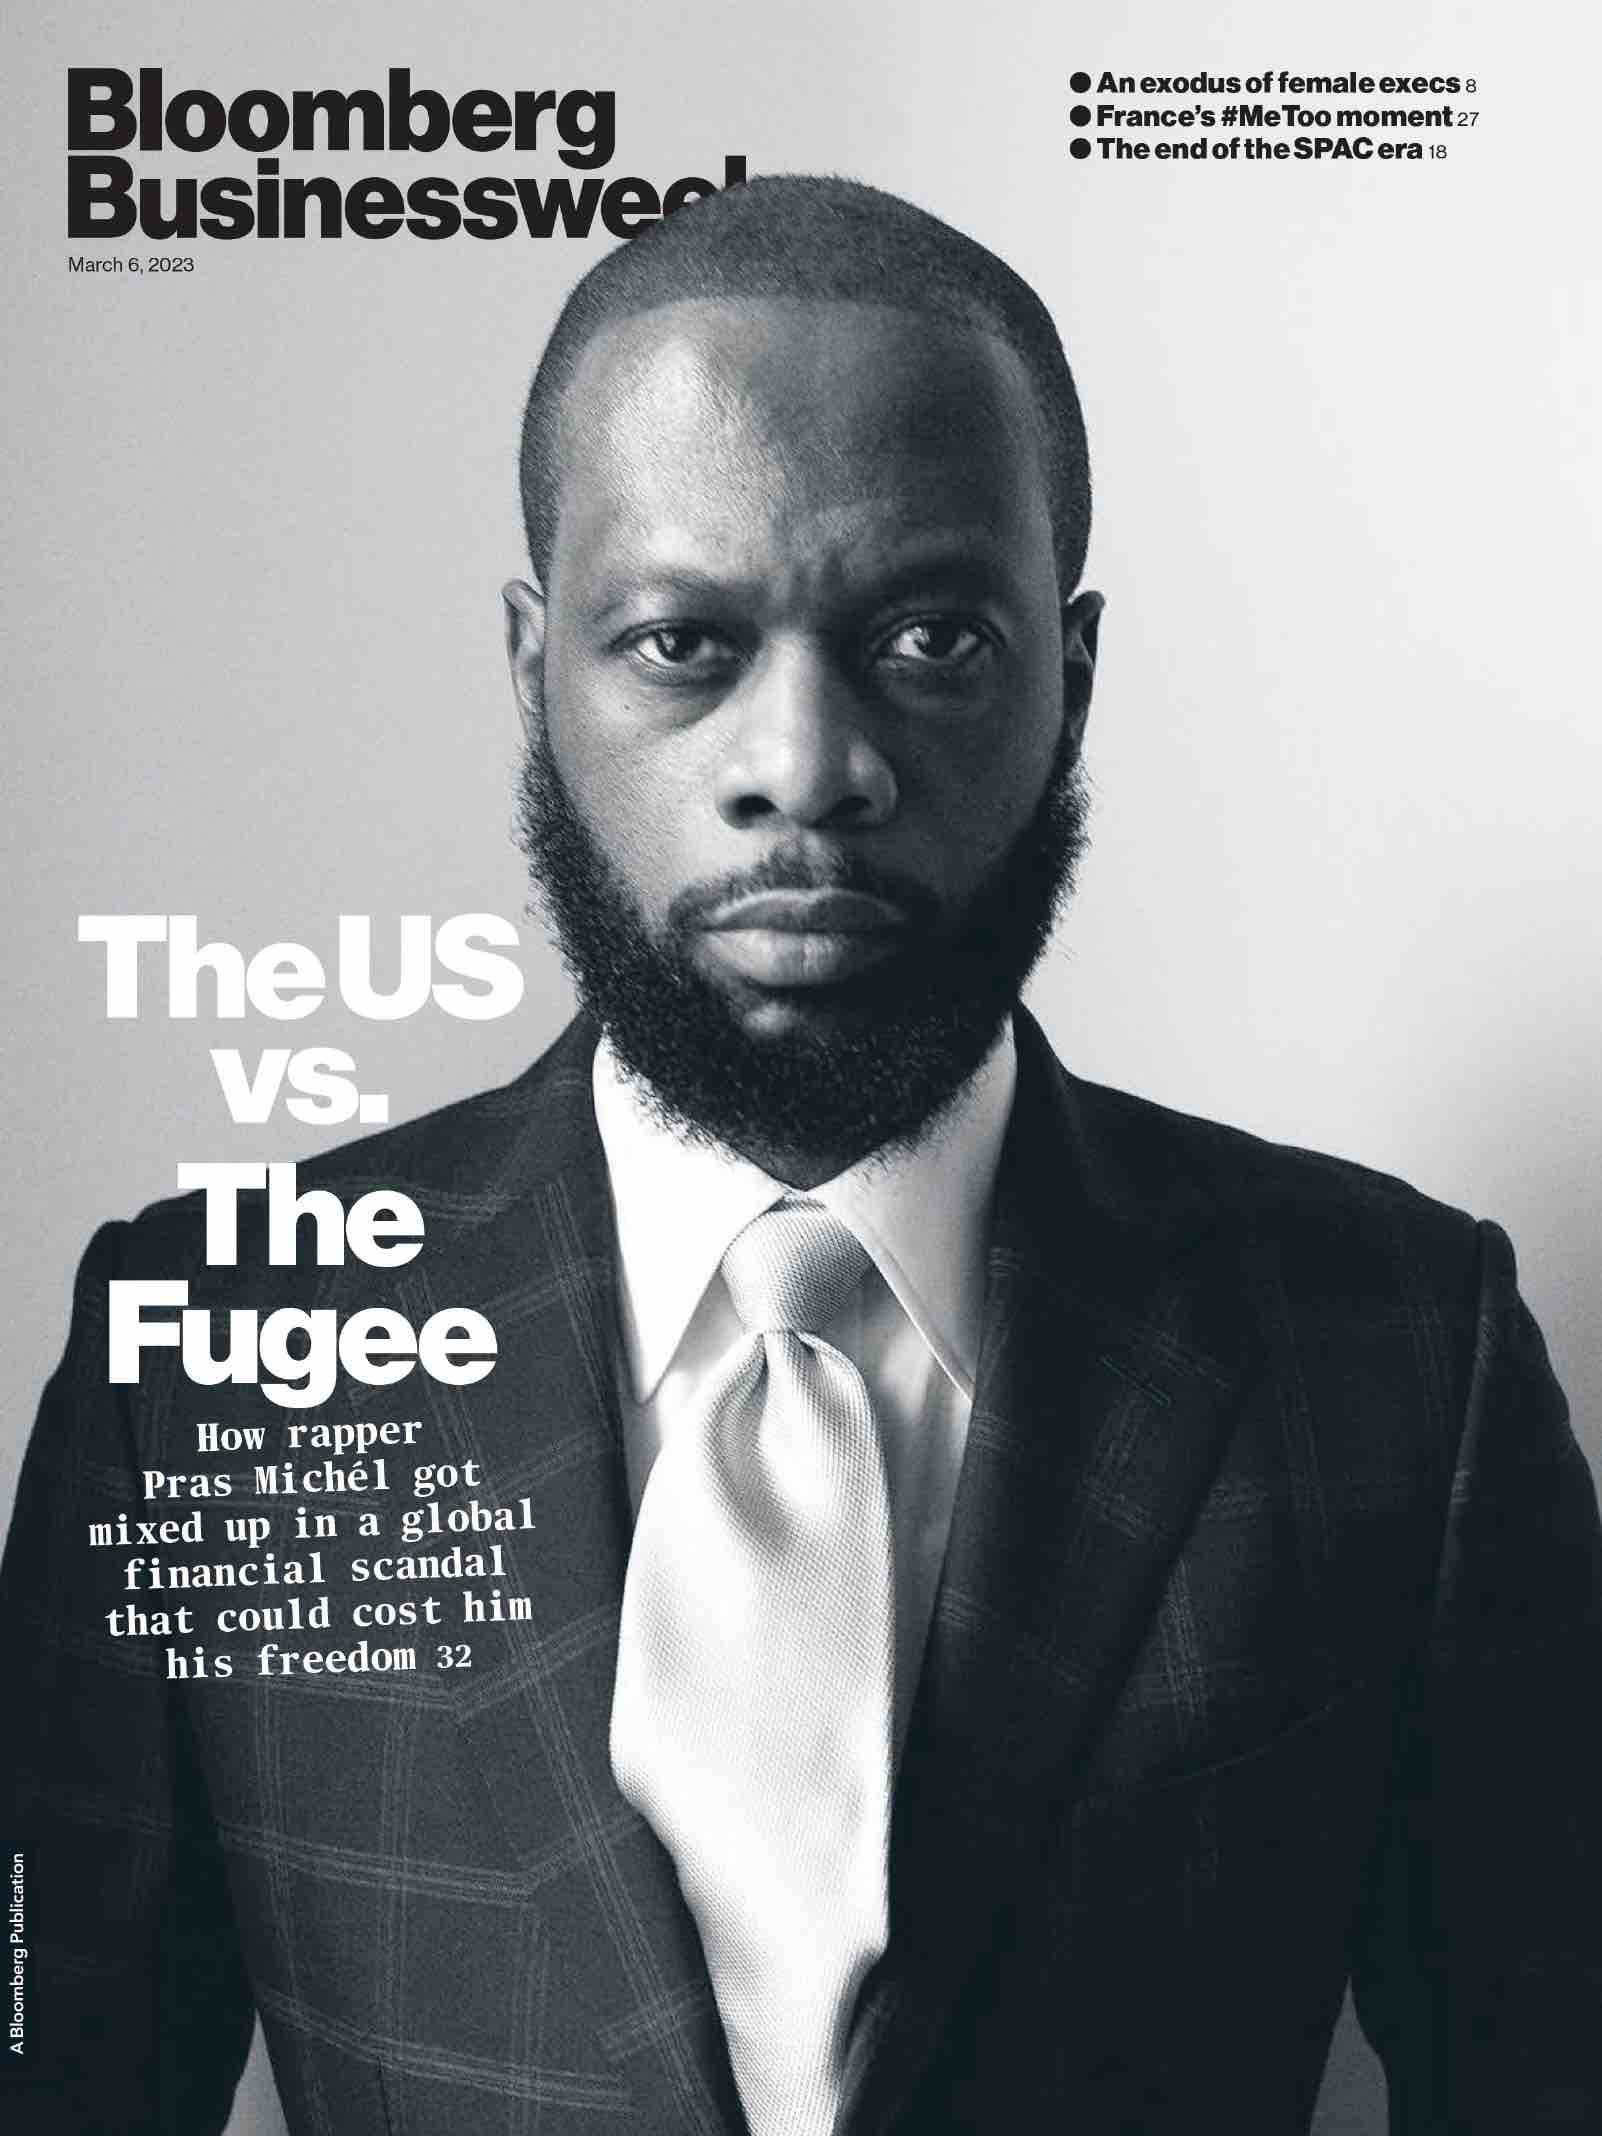 Bloomberg
Businessweek
March 6, 2023
● An exodus of female execs 8
● France's #MeToo moment 27
● The end of the SPAC era 18
The US
vs.
The
Fugee
How rapper
Pras Michél got
mixed up in a global
financial scandal
that could cost him
his freedom 32
A Bloomberg Publication